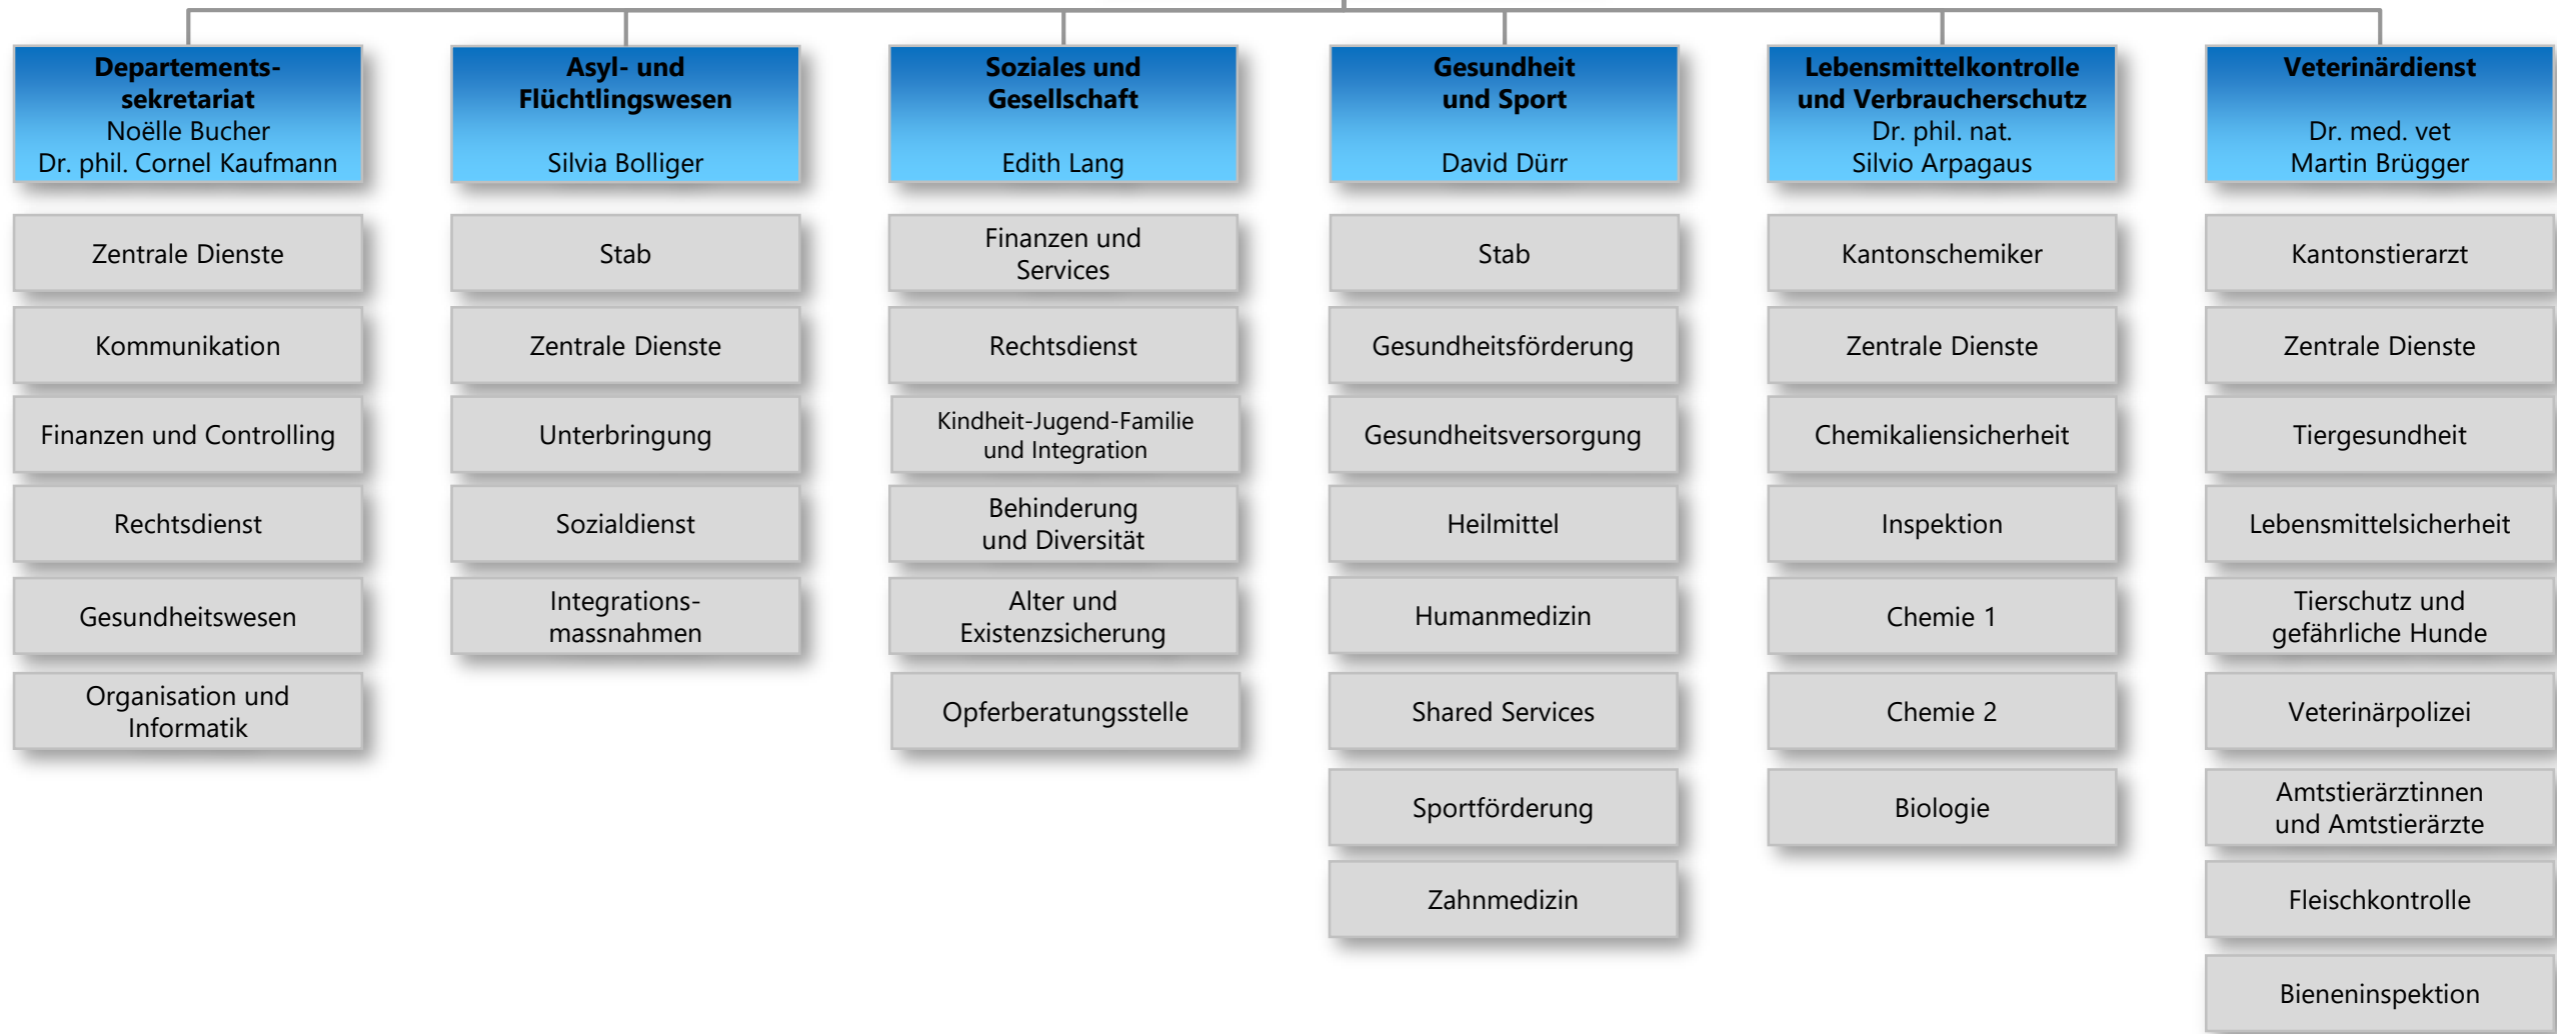 Departements-
sekretariat
Noëlle Bucher
Dr. phil. Cornel Kaufmann
Zentrale Dienste
Kommunikation
Finanzen und Controlling
Rechtsdienst
Gesundheitswesen
Organisation und
Informatik
Asyl- und
Flüchtlingswesen
Silvia Bolliger
Stab
Zentrale Dienste
Unterbringung
Sozialdienst
Integrations-
massnahmen
Soziales und
Gesellschaft
Edith Lang
Finanzen und
Services
Rechtsdienst
Kindheit-Jugend-Familie
und Integration
Behinderung
und Diversität
Alter und
Existenzsicherung
Opferberatungsstelle
Gesundheit
und Sport
David Dürr
Stab
Gesundheitsförderung
Gesundheitsversorgung
Heilmittel
Humanmedizin
Shared Services
Sportförderung
Zahnmedizin
Lebensmittelkontrolle
und Verbraucherschutz
Dr. phil. nat.
Silvio Arpagaus
Kantonschemiker
Zentrale Dienste
Chemikaliensicherheit
Inspektion
Chemie 1
Chemie 2
Biologie
Veterinärdienst
Dr. med. vet
Martin Brügger
Kantonstierarzt
Zentrale Dienste
Tiergesundheit
Lebensmittelsicherheit
Tierschutz und
gefährliche Hunde
Veterinärpolizei
Amtstierärztinnen
und Amtstierärzte
Fleischkontrolle
Bieneninspektion